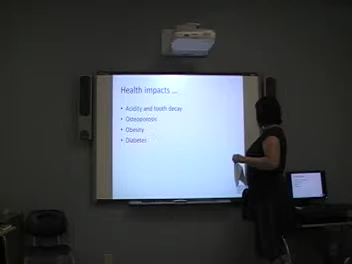 Health impacts ...
• Acidity and tooth decay
• Osteoporosis
• Obesity
• Diabetes